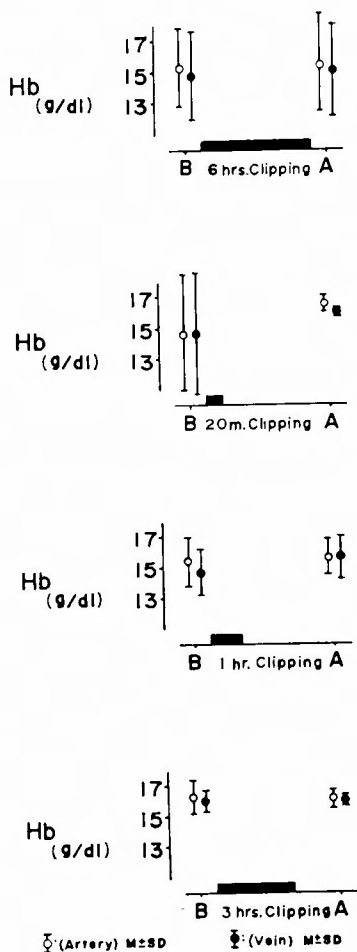 17
Hb 15
(g/dl) 13
B 6 hrs. Clipping A
17
Hb 15
(g/dl) 13
B 20m. Clipping A
17
Hb 15
(g/dl) 13
B 1 hr. Clipping A
17
Hb 15
(g/dl) 13
B 3 hrs. Clipping A
:(Artery) M±SD :(Vein) M±SD